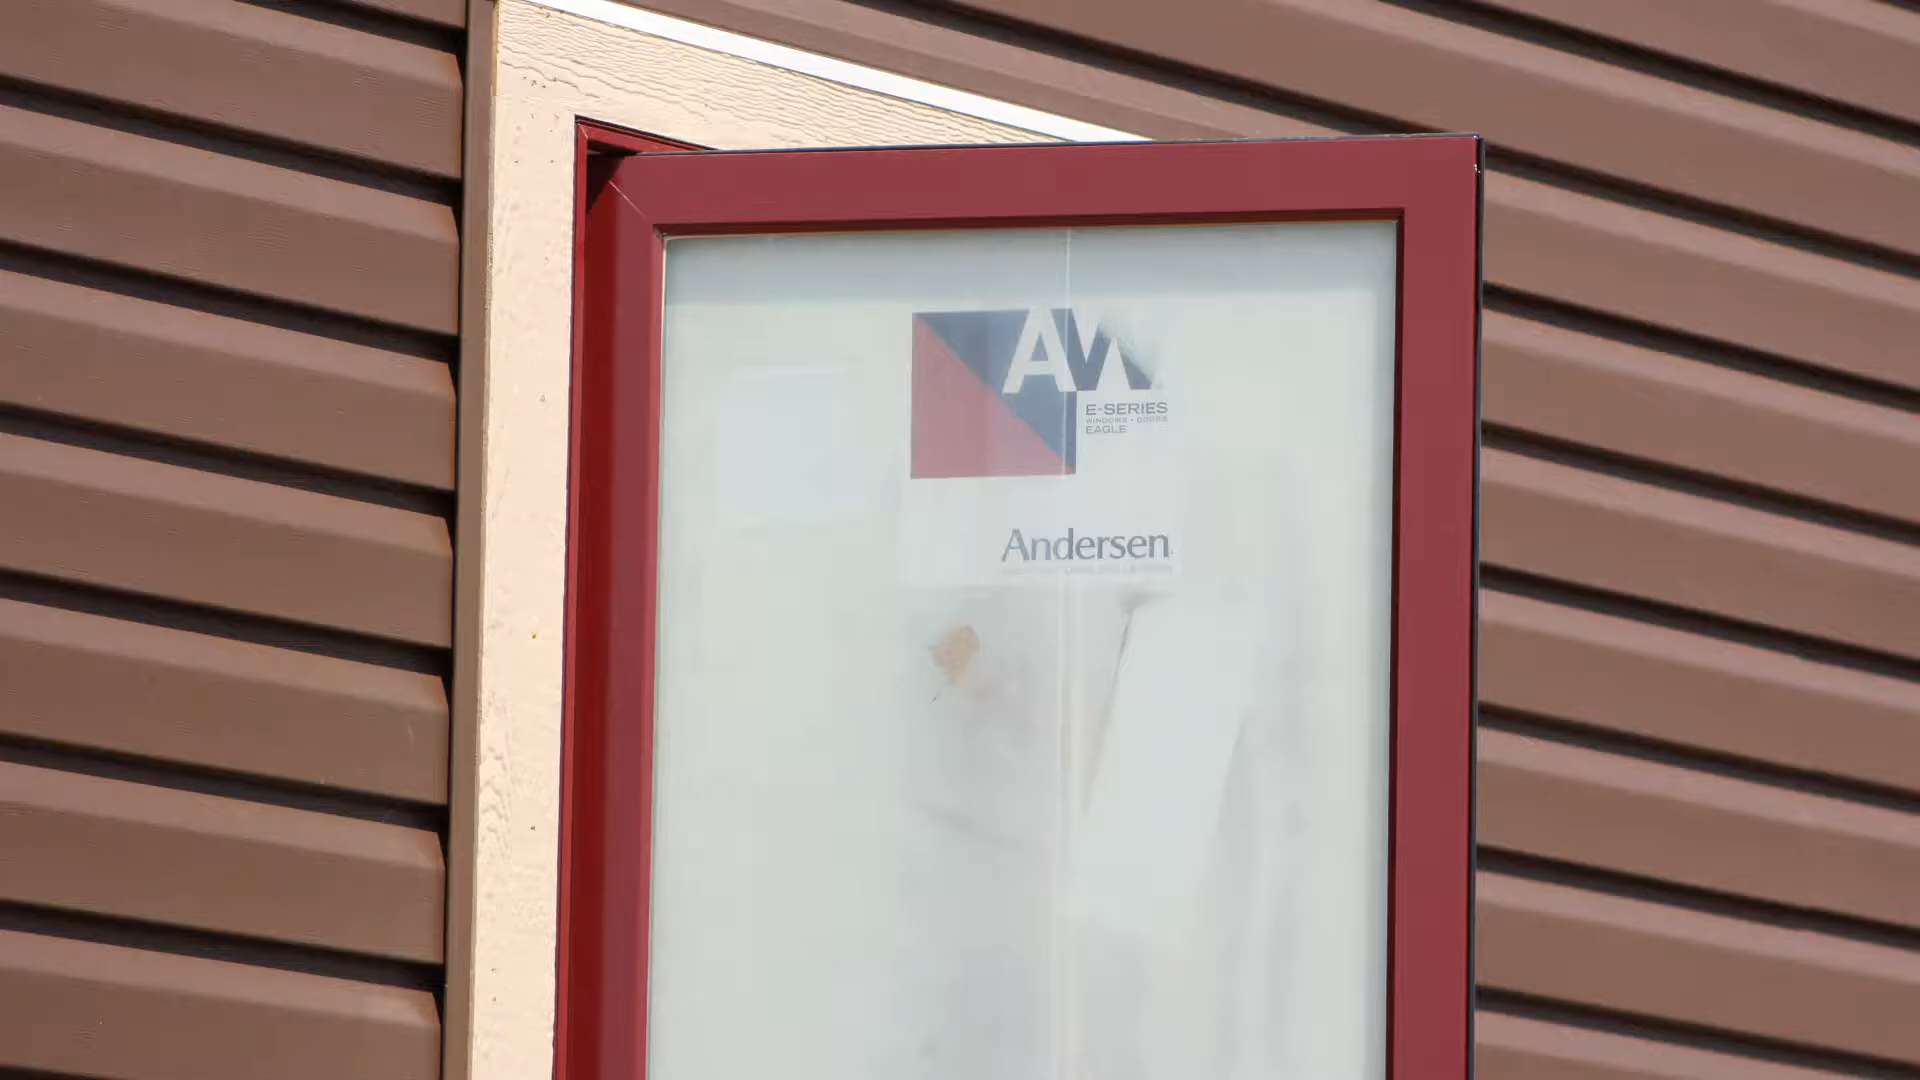 AW
E-SERIES
WINDOWS • DOORS
EAGLE
Andersen